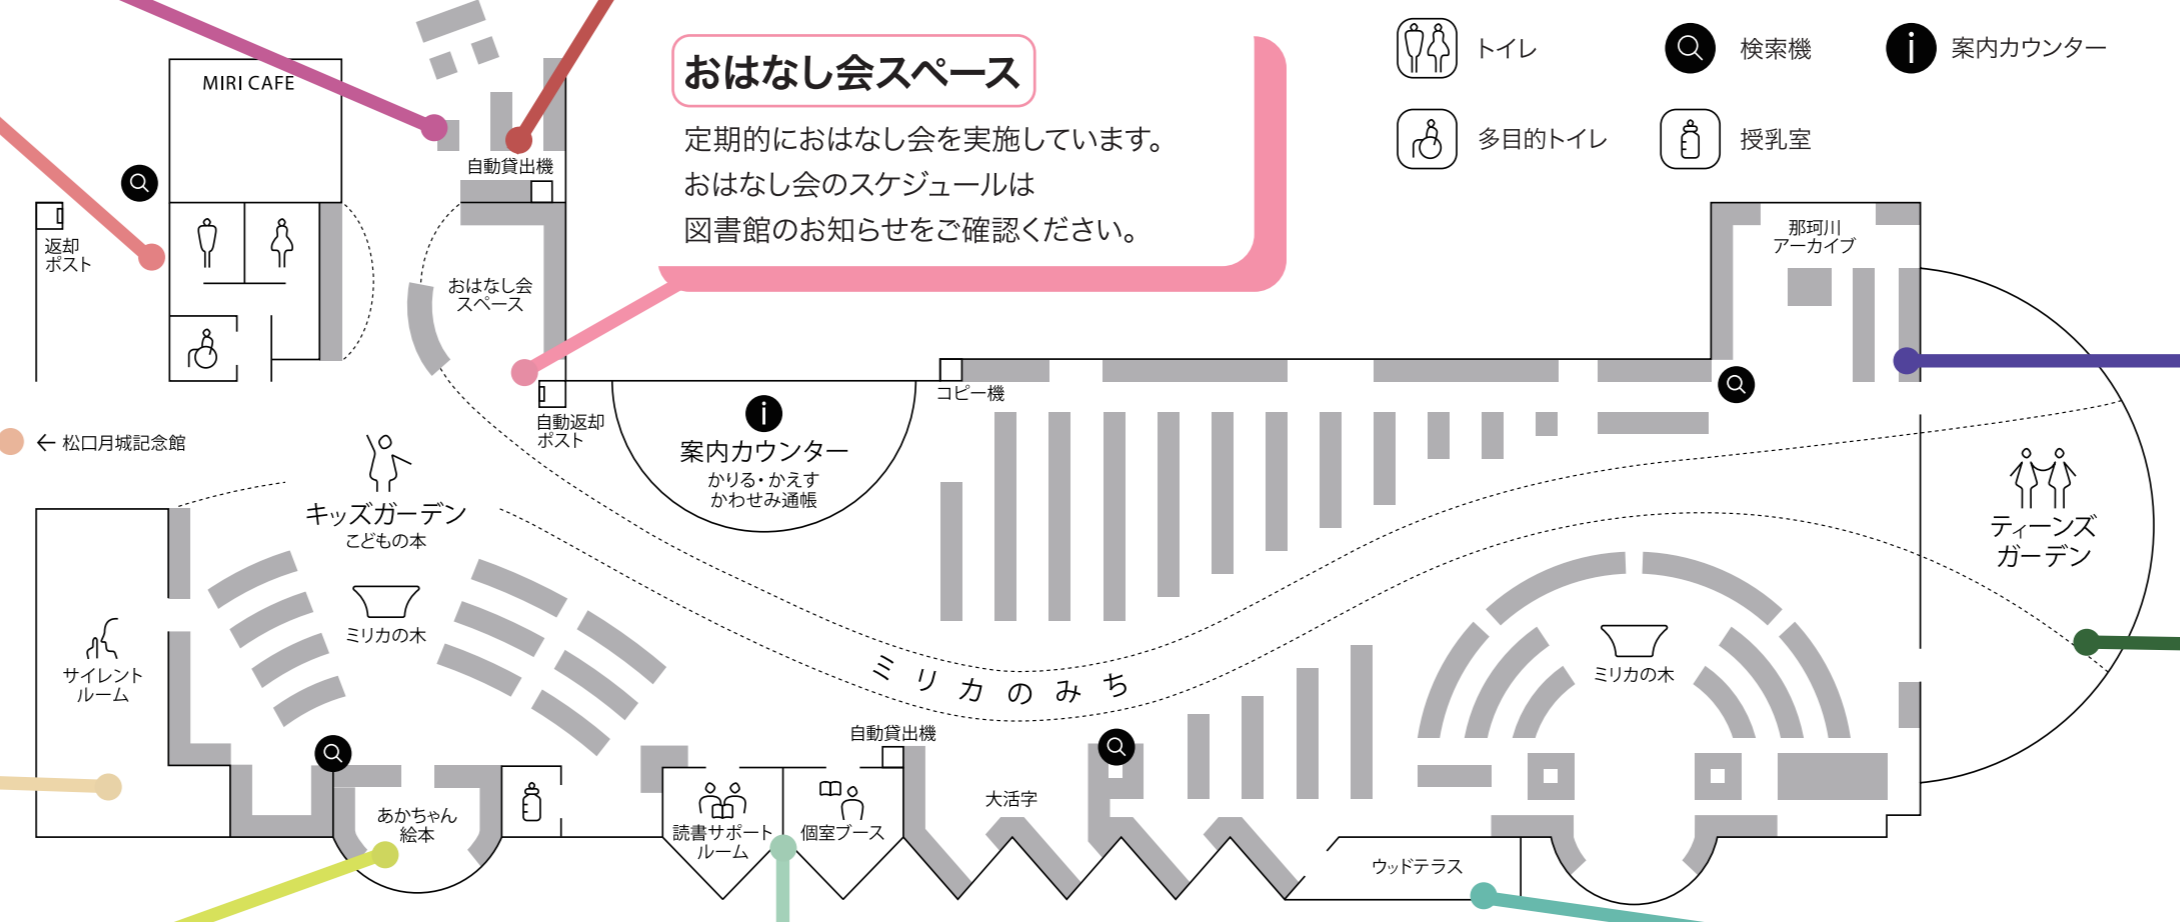 トイレ
検索機
案内カウンター
多目的トイレ
授乳室
おはなし会スペース
定期的におはなし会を実施しています。
おはなし会のスケジュールは
図書館のお知らせをご確認ください。
MIRI CAFE
自動貸出機
返却
ポスト
おはなし会
スペース
自動返却
ポスト
案内カウンター
かりる・かえす
かわせみ通帳
コピー機
那珂川
アーカイブ
← 松口月城記念館
キッズガーデン
こどもの本
ミリカの木
サイレント
ルーム
ティーンズ
ガーデン
ミリカのみち
ミリカの木
自動貸出機
あかちゃん
絵本
読書サポート
ルーム
個室ブース
大活字
ウッドテラス